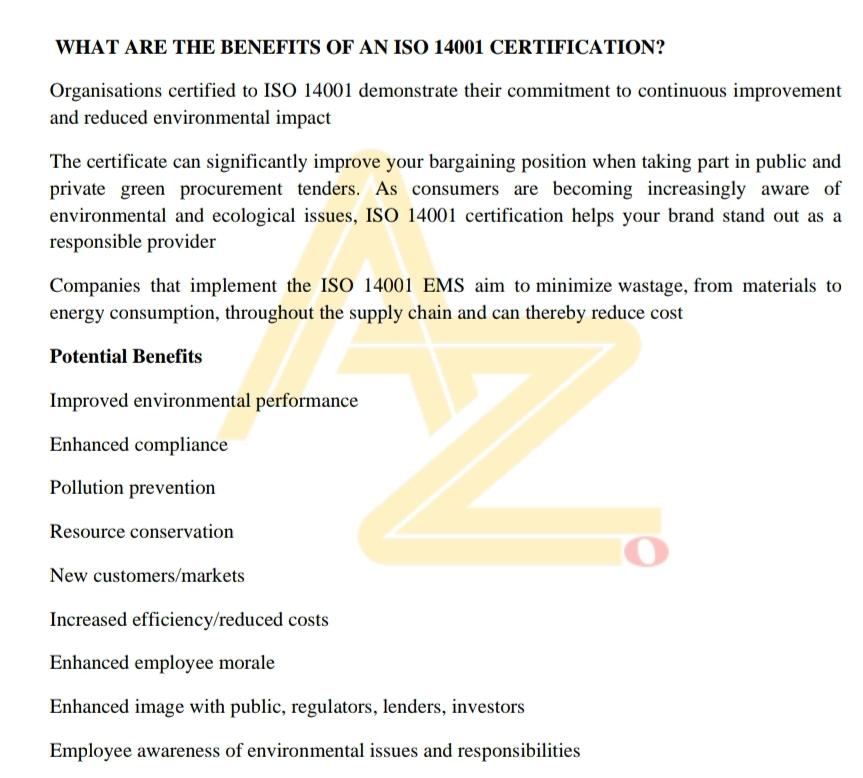 WHAT ARE THE BENEFITS OF AN ISO 14001 CERTIFICATION?
Organisations certified to ISO 14001 demonstrate their commitment to continuous improvement
and reduced environmental impact
The certificate can significantly improve your bargaining position when taking part in public and
private green procurement tenders. As consumers are becoming increasingly aware of
environmental and ecological issues, ISO 14001 certification helps your brand stand out as a
responsible provider
Companies that implement the ISO 14001 EMS aim to minimize wastage, from materials to
energy consumption, throughout the supply chain and can thereby reduce cost
Potential Benefits
Improved environmental performance
Enhanced compliance
Pollution prevention
Resource conservation
New customers/markets
Increased efficiency/reduced costs
Enhanced employee morale
Enhanced image with public, regulators, lenders, investors
Employee awareness of environmental issues and responsibilities
AZO